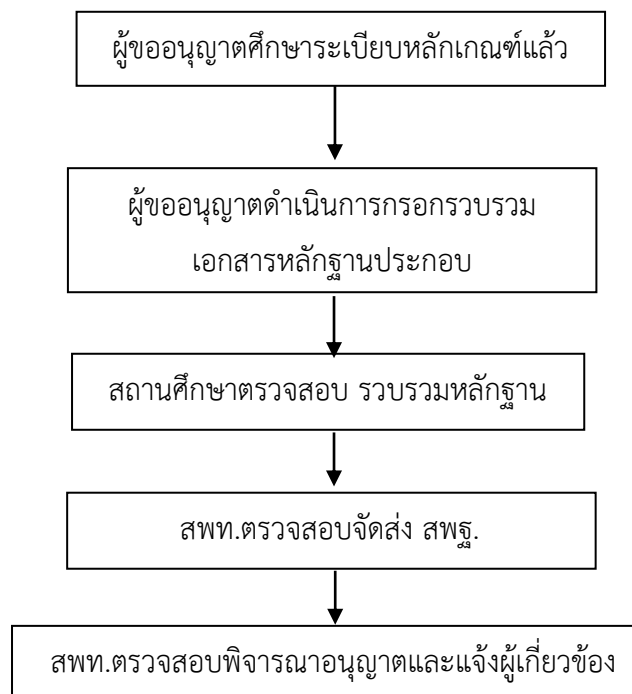 ผู้ขออนุญาตศึกษาระเบียบหลักเกณฑ์แล้ว
ผู้ขออนุญาตดำเนินการกรอกรวบรวม
เอกสารหลักฐานประกอบ
สถานศึกษาตรวจสอบ รวบรวมหลักฐาน
สพท.ตรวจสอบจัดส่ง สพฐ.
สพท.ตรวจสอบพิจารณาอนุญาตและแจ้งผู้เกี่ยวข้อง